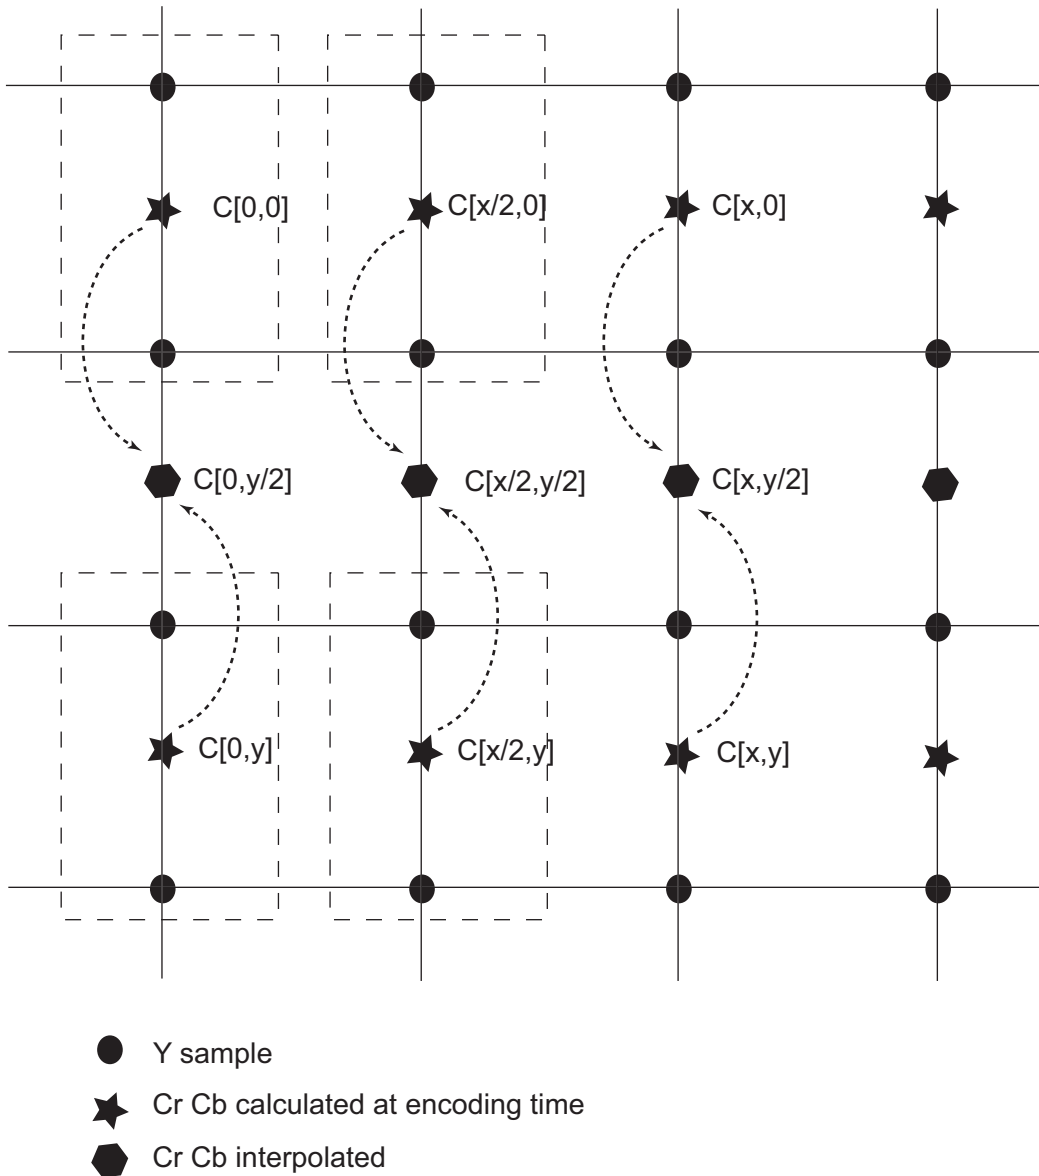 C[0,0] C[x/2,0] C[x,0]
C[0,y/2] C[x/2,y/2] C[x,y/2]
C[0,y] C[x/2,y] C[x,y]
Y sample
Cr Cb calculated at encoding time
Cr Cb interpolated